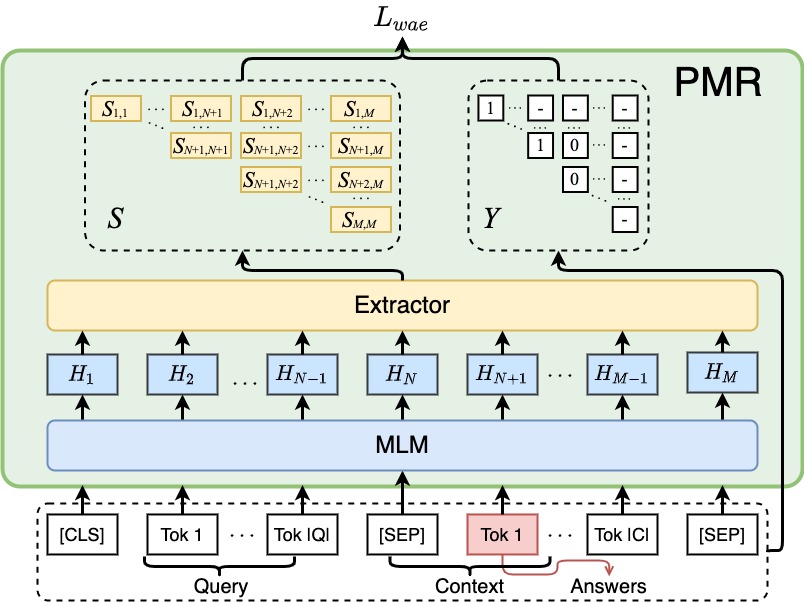 L_wae
PMR
S_{1,1} ... S_{1,N+1} S_{1,N+2} ... S_{1,M}
1 ... - - ... -
... ...
... ...
S_{N+1,N+1} S_{N+1,N+2} ... S_{N+1,M}
1 0 ... -
S_{N+1,N+2} ... S_{N+2,M}
0 ... -
S S_{M,M}
Y -
Extractor
H_1 H_2 ... H_{N-1} H_N H_{N+1} ... H_{M-1} H_M
MLM
[CLS] Tok 1 ... Tok |Q| [SEP] Tok 1 ... Tok |C| [SEP]
Query Context Answers